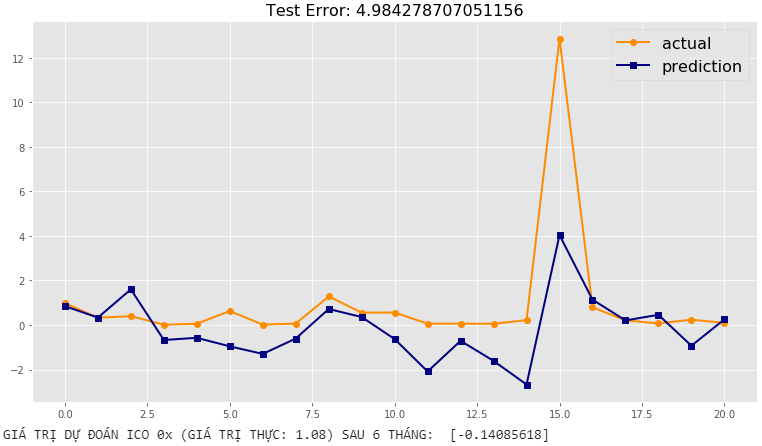 Test Error: 4.984278707051156
actual
prediction
12
10
8
6
4
2
0
−2
0.0 2.5 5.0 7.5 10.0 12.5 15.0 17.5 20.0
GIÁ TRỊ DỰ ĐOÁN ICO 0x (GIÁ TRỊ THỰC: 1.08) SAU 6 THÁNG:  [-0.14085618]